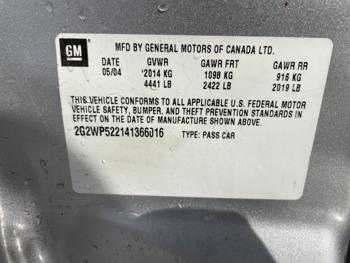 GM
MFD BY GENERAL MOTORS OF CANADA LTD.
DATE GVWR GAWR FRT GAWR RR
05/04 2014 KG 1098 KG 916 KG
4441 LB 2422 LB 2019 LB
THIS VEHICLE CONFORMS TO ALL APPLICABLE U.S. FEDERAL MOTOR
VEHICLE SAFETY, BUMPER, AND THEFT PREVENTION STANDARDS IN
EFFECT ON THE DATE OF MANUFACTURE SHOWN ABOVE.
2G2WP522141366016 TYPE: PASS CAR